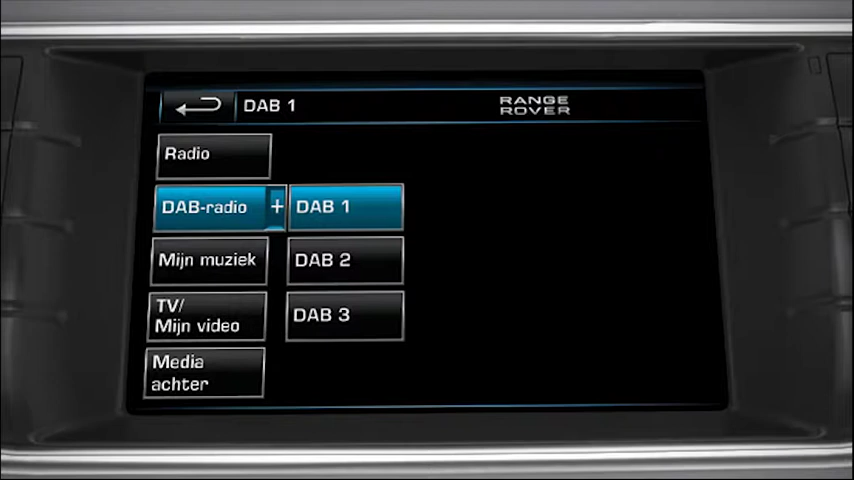 DAB 1
RANGE
ROVER
Radio
DAB-radio +
DAB 1
Mijn muziek
DAB 2
TV/
Mijn video
DAB 3
Media
achter